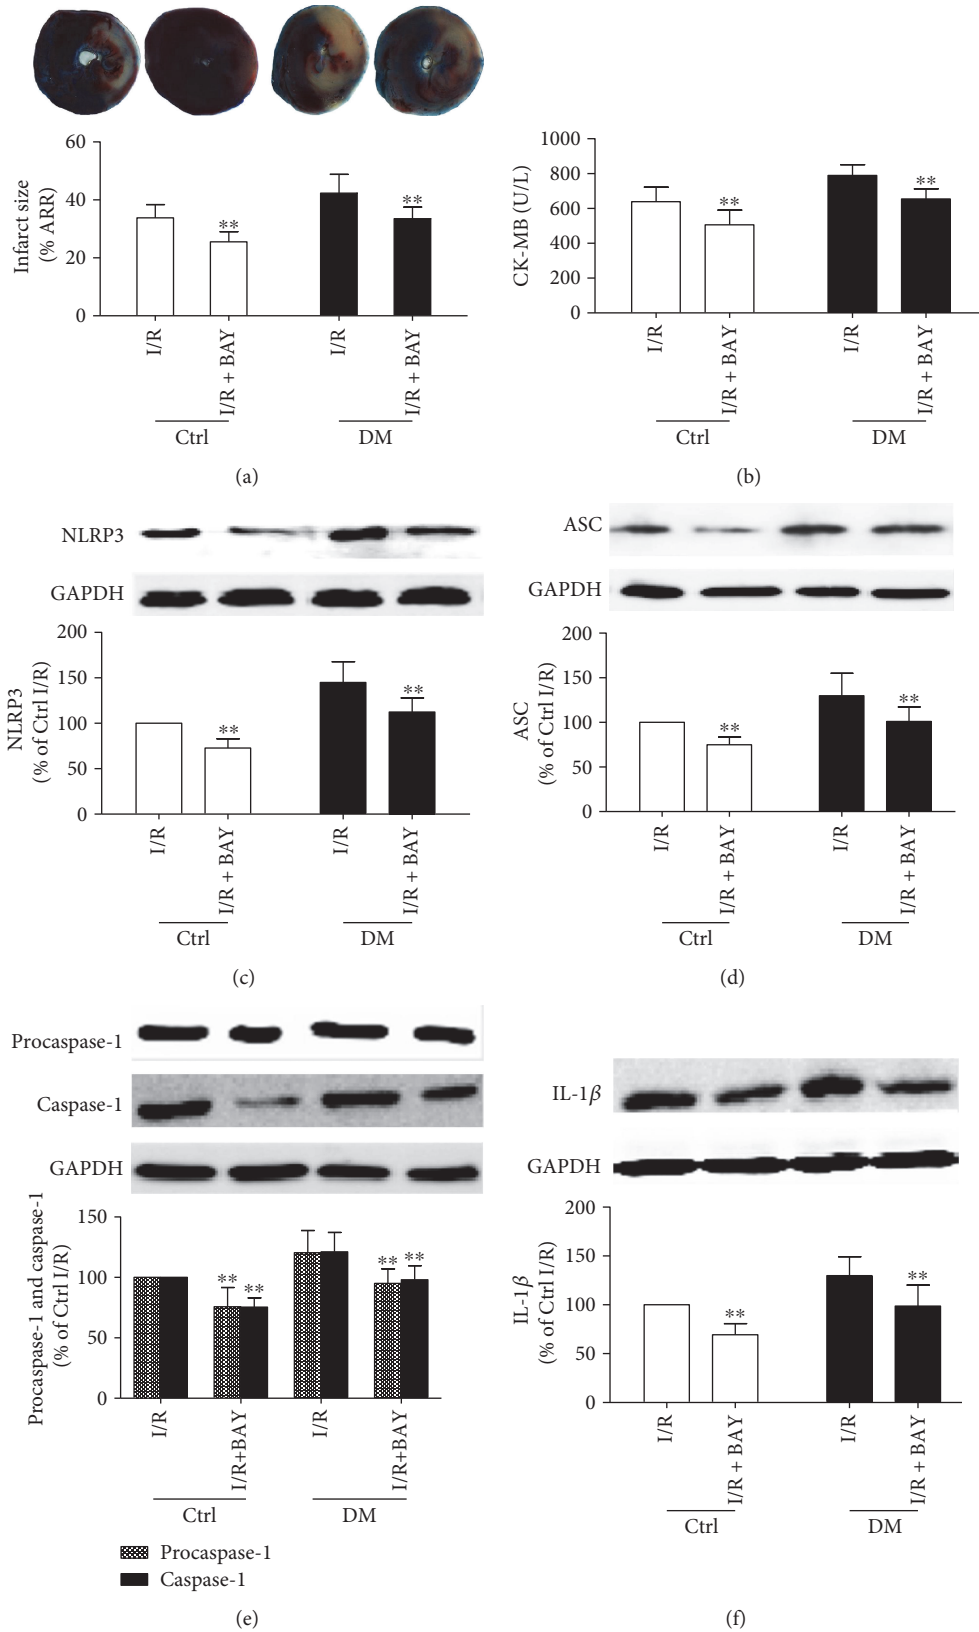 60
40
20
0
Infarct size
(% ARR)
**
**
I/R
I/R + BAY
I/R
I/R + BAY
Ctrl
DM
(a)
1000
800
600
400
200
0
CK-MB (U/L)
**
**
I/R
I/R + BAY
I/R
I/R + BAY
Ctrl
DM
(b)
NLRP3
GAPDH
200
150
100
50
0
NLRP3
(% of Ctrl I/R)
**
**
I/R
I/R + BAY
I/R
I/R + BAY
Ctrl
DM
(c)
ASC
GAPDH
200
150
100
50
0
ASC
(% of Ctrl I/R)
**
**
I/R
I/R + BAY
I/R
I/R + BAY
Ctrl
DM
(d)
Procaspase-1
Caspase-1
GAPDH
150
100
50
0
Procaspase-1 and caspase-1
(% of Ctrl I/R)
**
**
**
**
I/R
I/R+BAY
I/R
I/R+BAY
Ctrl
DM
Procaspase-1
Caspase-1
(e)
IL-1β
GAPDH
200
150
100
50
0
IL-1β
(% of Ctrl I/R)
**
**
I/R
I/R + BAY
I/R
I/R + BAY
Ctrl
DM
(f)